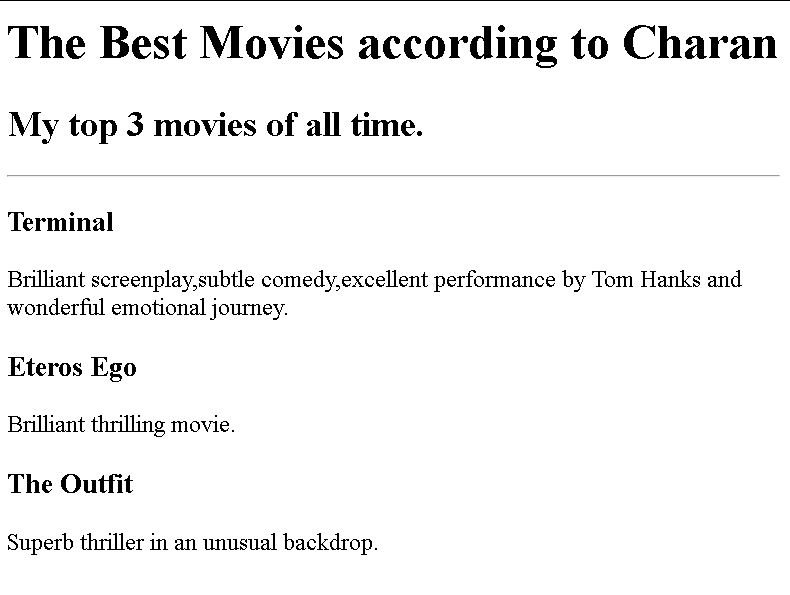 The Best Movies according to Charan
My top 3 movies of all time.
Terminal
Brilliant screenplay,subtle comedy,excellent performance by Tom Hanks and
wonderful emotional journey.
Eteros Ego
Brilliant thrilling movie.
The Outfit
Superb thriller in an unusual backdrop.